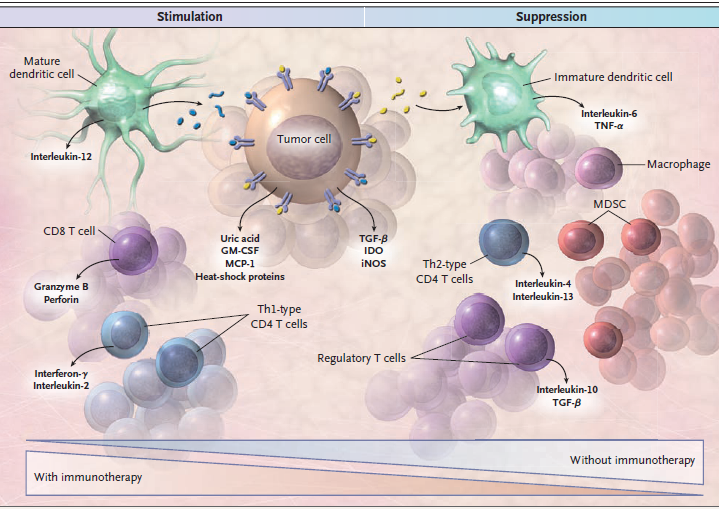 Stimulation
Suppression
Mature
dendritic cell
Interleukin-12
Tumor cell
Immature dendritic cell
Interleukin-6
TNF-α
Macrophage
MDSC
CD8 T cell
Granzyme B
Perforin
Uric acid
GM-CSF
MCP-1
Heat-shock proteins
TGF-β
IDO
iNOS
Th2-type
CD4 T cells
Interleukin-4
Interleukin-13
Th1-type
CD4 T cells
Interferon-γ
Interleukin-2
Regulatory T cells
Interleukin-10
TGF-β
Without immunotherapy
With immunotherapy